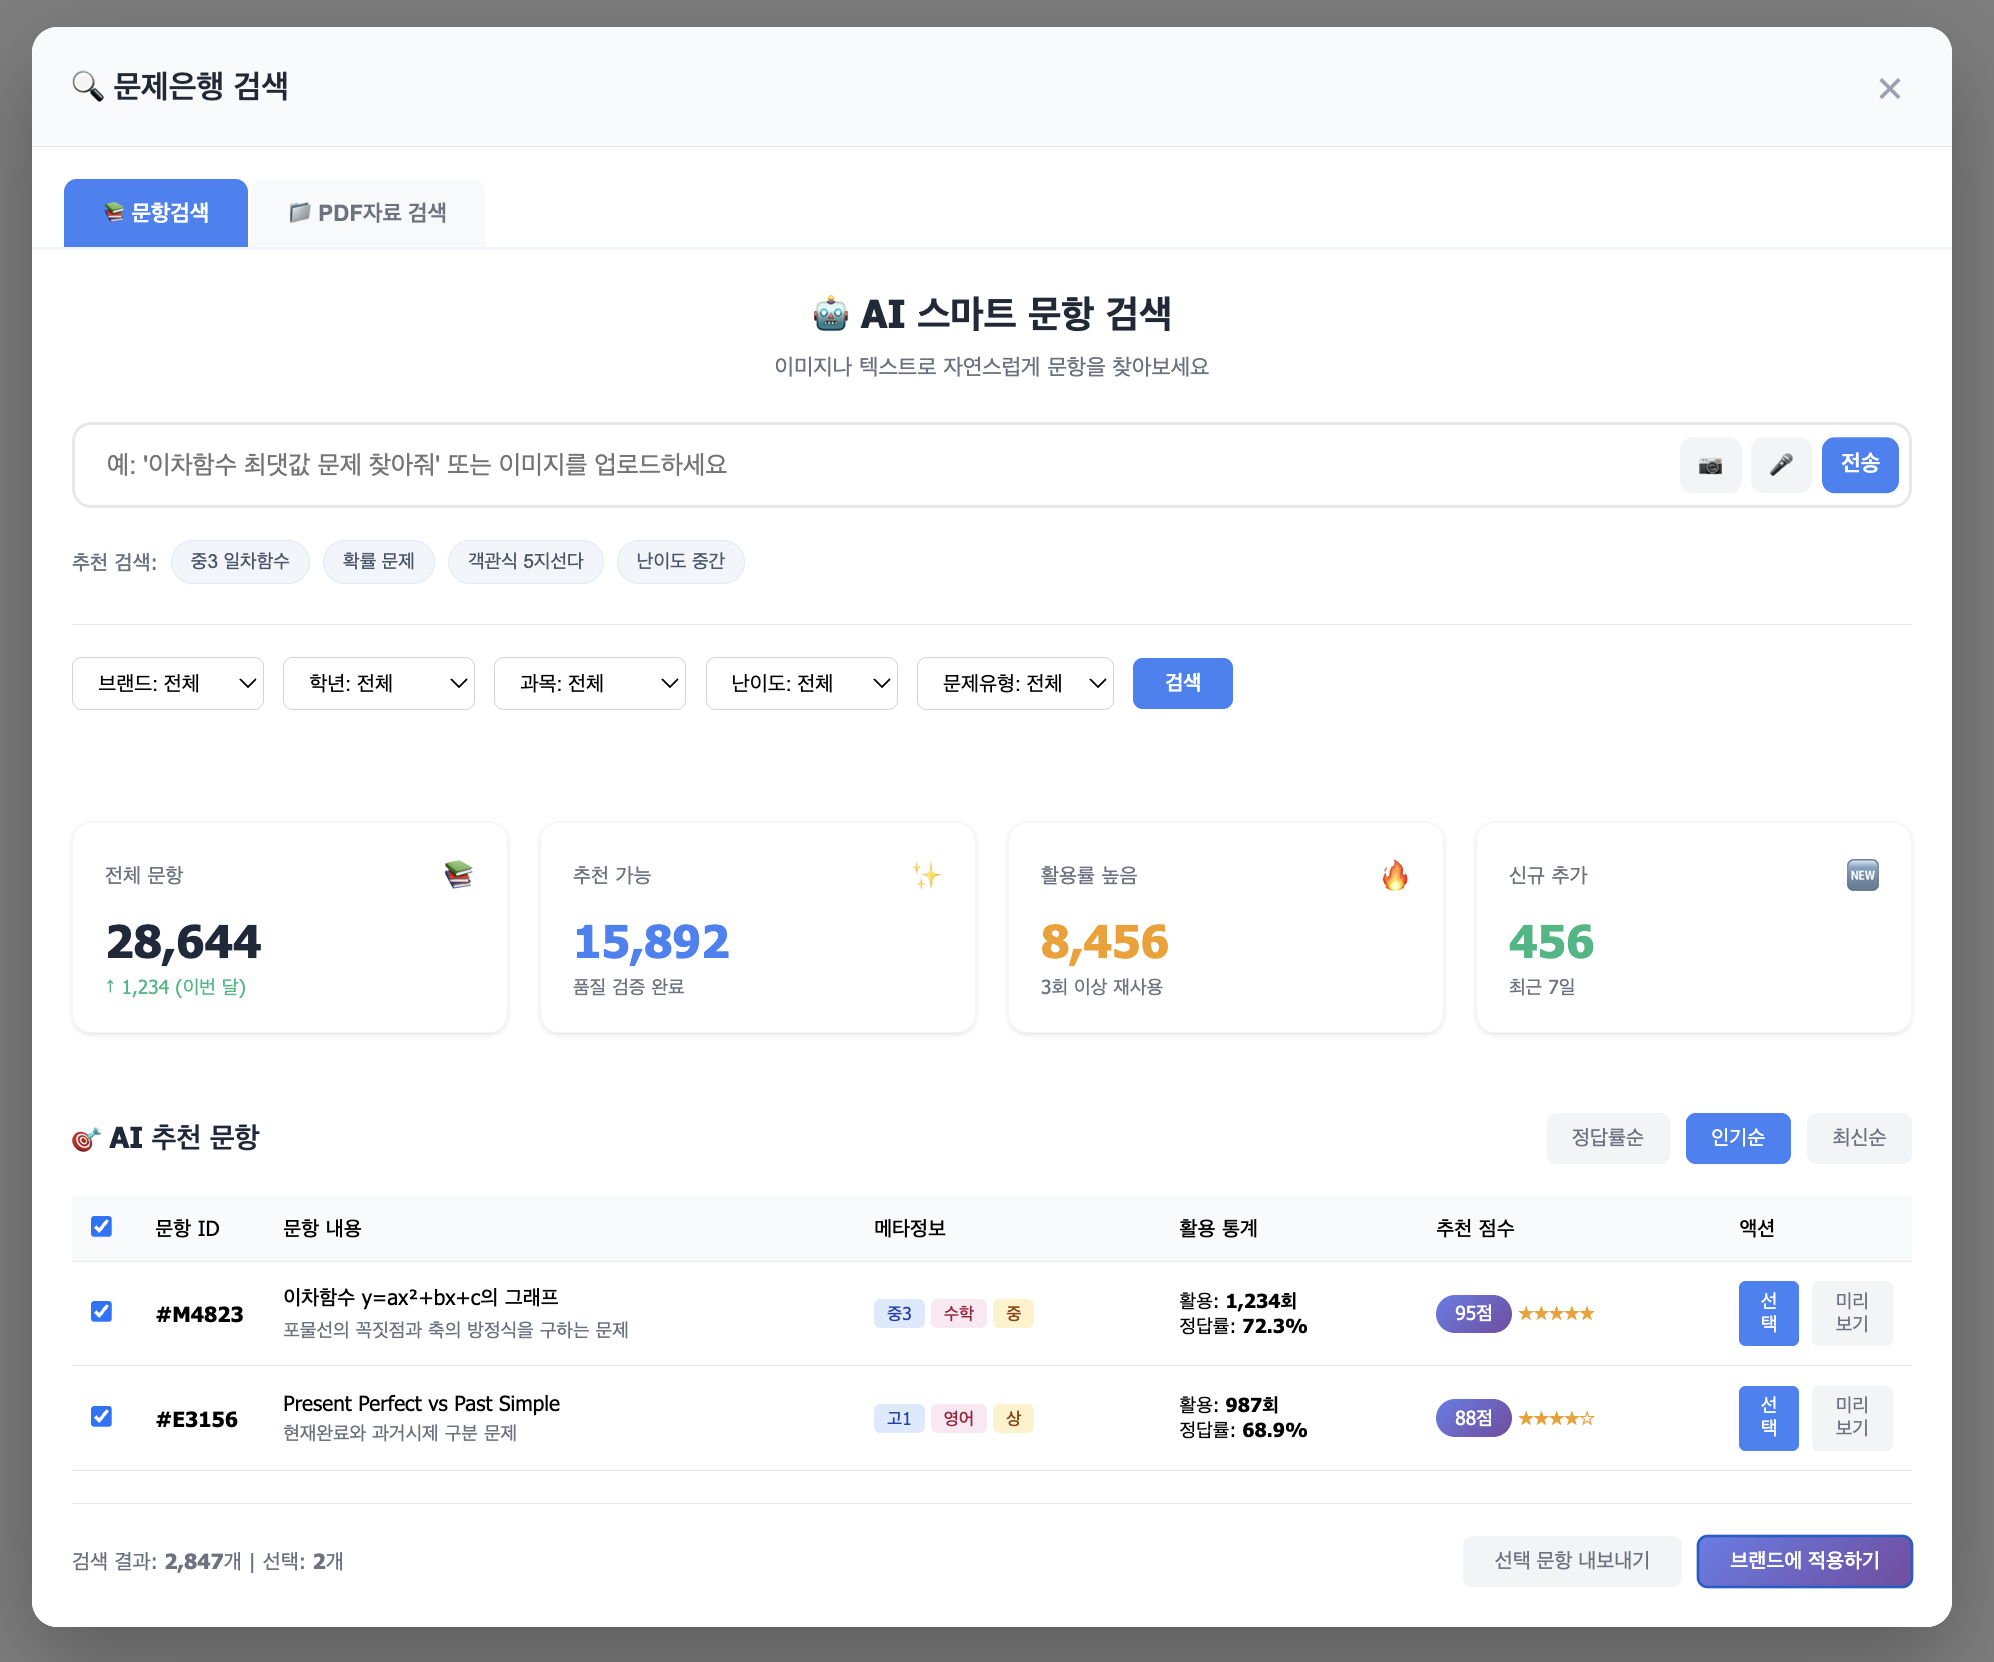 🔍 문제은행 검색
×
📚 문항검색
📁 PDF자료 검색
🤖 AI 스마트 문항 검색
이미지나 텍스트로 자연스럽게 문항을 찾아보세요
예: '이차함수 최댓값 문제 찾아줘' 또는 이미지를 업로드하세요
전송
추천 검색: 중3 일차함수 확률 문제 객관식 5지선다 난이도 중간
브랜드: 전체 학년: 전체 과목: 전체 난이도: 전체 문제유형: 전체 검색
전체 문항
28,644
↑ 1,234 (이번 달)
추천 가능
15,892
품질 검증 완료
활용률 높음
8,456
3회 이상 재사용
신규 추가
NEW
456
최근 7일
🎯 AI 추천 문항
정답률순 인기순 최신순
문항 ID 문항 내용 메타정보 활용 통계 추천 점수 액션
#M4823
이차함수 y=ax²+bx+c의 그래프
포물선의 꼭짓점과 축의 방정식을 구하는 문제
중3 수학 중
활용: 1,234회
정답률: 72.3%
95점 ★★★★★
선
택
미리
보기
#E3156
Present Perfect vs Past Simple
현재완료와 과거시제 구분 문제
고1 영어 상
활용: 987회
정답률: 68.9%
88점 ★★★★☆
선
택
미리
보기
검색 결과: 2,847개 | 선택: 2개
선택 문항 내보내기
브랜드에 적용하기